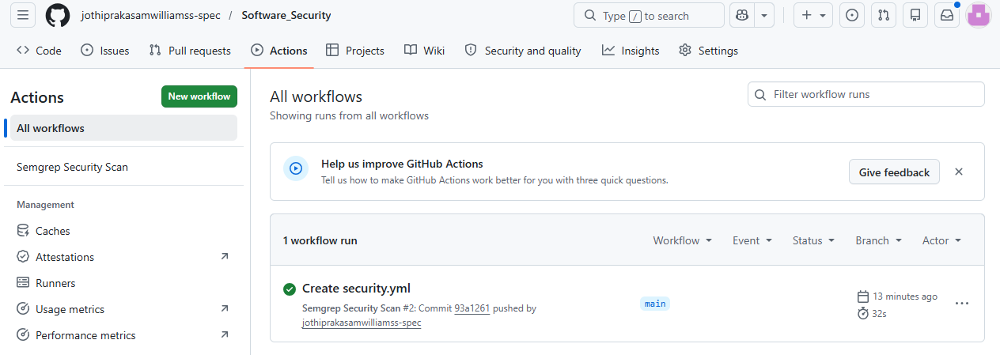 jothiprakasamwilliamss-spec / Software_Security
Type / to search
Code Issues Pull requests Actions Projects Wiki Security and quality Insights Settings
Actions
New workflow
All workflows
Semgrep Security Scan
Management
Caches
Attestations
Runners
Usage metrics
Performance metrics
All workflows
Showing runs from all workflows
Filter workflow runs
Help us improve GitHub Actions
Tell us how to make GitHub Actions work better for you with three quick questions.
Give feedback
1 workflow run
Workflow Event Status Branch Actor
Create security.yml
Semgrep Security Scan #2: Commit 93a1261 pushed by
jothiprakasamwilliamss-spec
main
13 minutes ago
32s